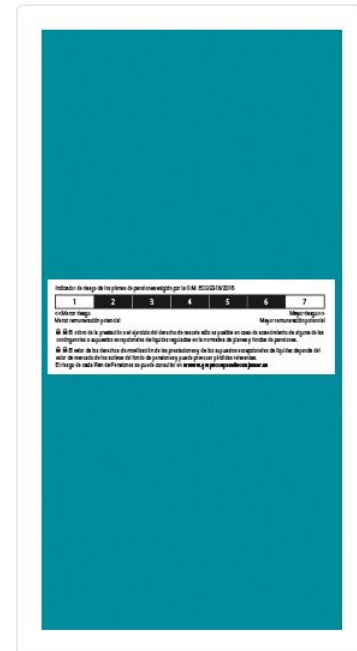 Indicador de riesgo de los planes de pensiones exigido por la O.M. ECC/2316/2015
1 2 3 4 5 6 7
<<Menor riesgo Mayor riesgo>>
Menor remuneración potencial Mayor remuneración potencial
El cobro de la prestación o el ejercicio del derecho de rescate sólo es posible en caso de acaecimiento de alguna de las
contingencias o supuestos excepcionales de liquidez regulados en la normativa de planes y fondos de pensiones.
El valor de los derechos de movilización de las prestaciones y de los supuestos excepcionales de liquidez depende del
valor de mercado de los activos del fondo de pensiones y puede provocar pérdidas relevantes.
El riesgo de cada Plan de Pensiones se puede consultar en